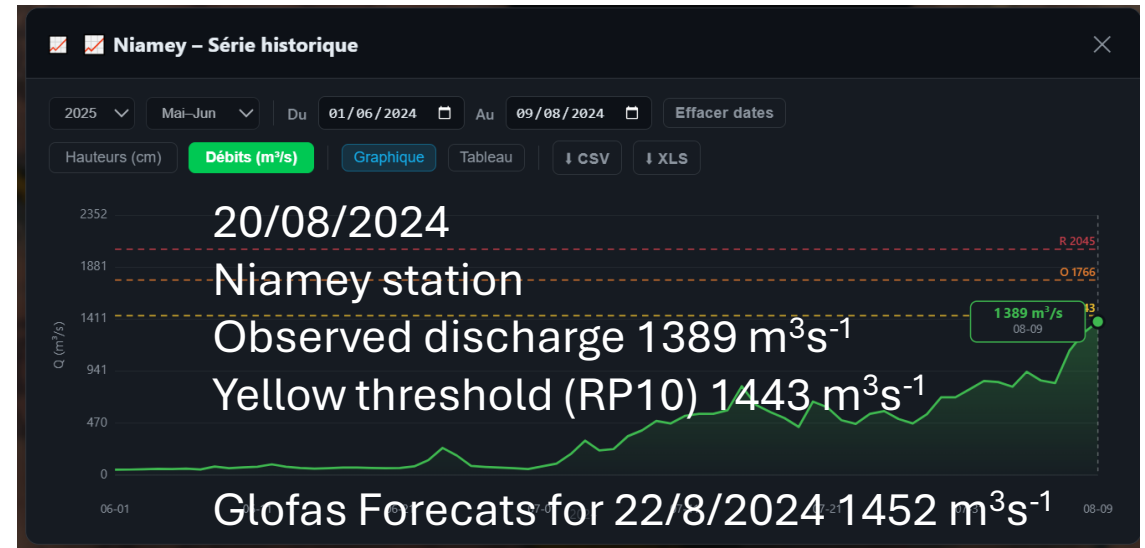 Niamey – Série historique
2025 Mai–Jun Du 01/06/2024 Au 09/08/2024 Effacer dates
Hauteurs (cm) Débits (m³/s) Graphique Tableau ⬇ CSV ⬇ XLS
2352
20/08/2024
R 2045
1881
O 1766
Niamey station
1411
1 389 m³/s
08-09
Observed discharge 1389 m³s⁻¹
Q (m³/s)
941
Yellow threshold (RP10) 1443 m³s⁻¹
470
0
Glofas Forecats for 22/8/2024 1452 m³s⁻¹
06-01
07-21
08-09